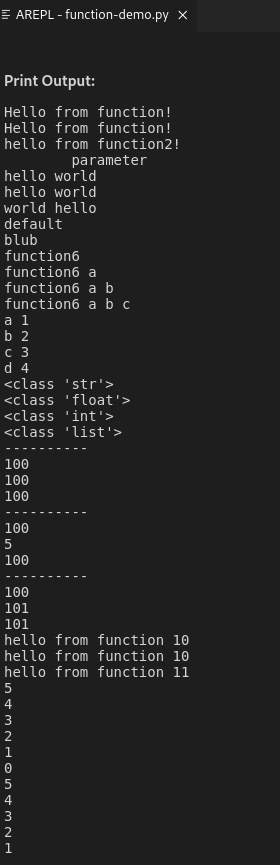 AREPL - function-demo.py
Print Output:
Hello from function!
Hello from function!
hello from function2!
        parameter
hello world
hello world
world hello
default
blub
function6
function6 a
function6 a b
function6 a b c
a 1
b 2
c 3
d 4
<class 'str'>
<class 'float'>
<class 'int'>
<class 'list'>
----------
100
100
100
----------
100
5
100
----------
100
101
101
hello from function 10
hello from function 10
hello from function 11
5
4
3
2
1
0
5
4
3
2
1